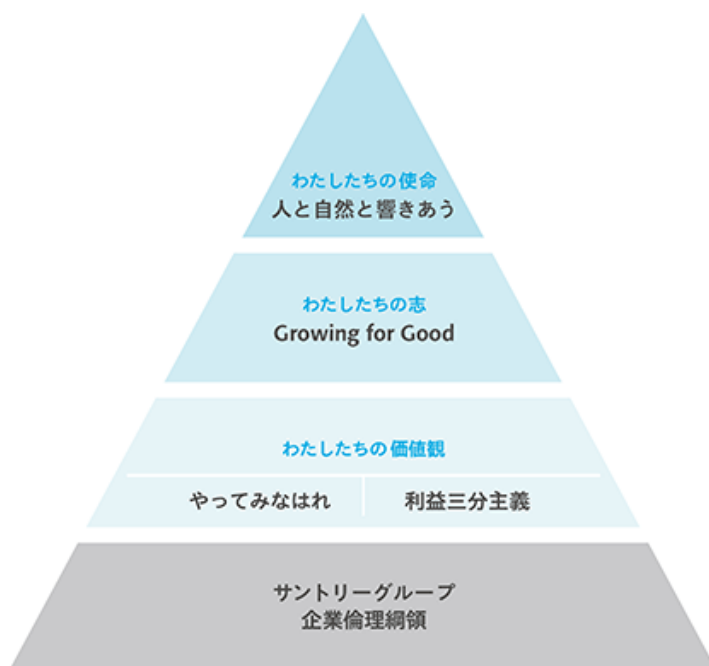 わたしたちの使命
人と自然と響きあう
わたしたちの志
Growing for Good
わたしたちの価値観
やってみなはれ
利益三分主義
サントリーグループ
企業倫理綱領